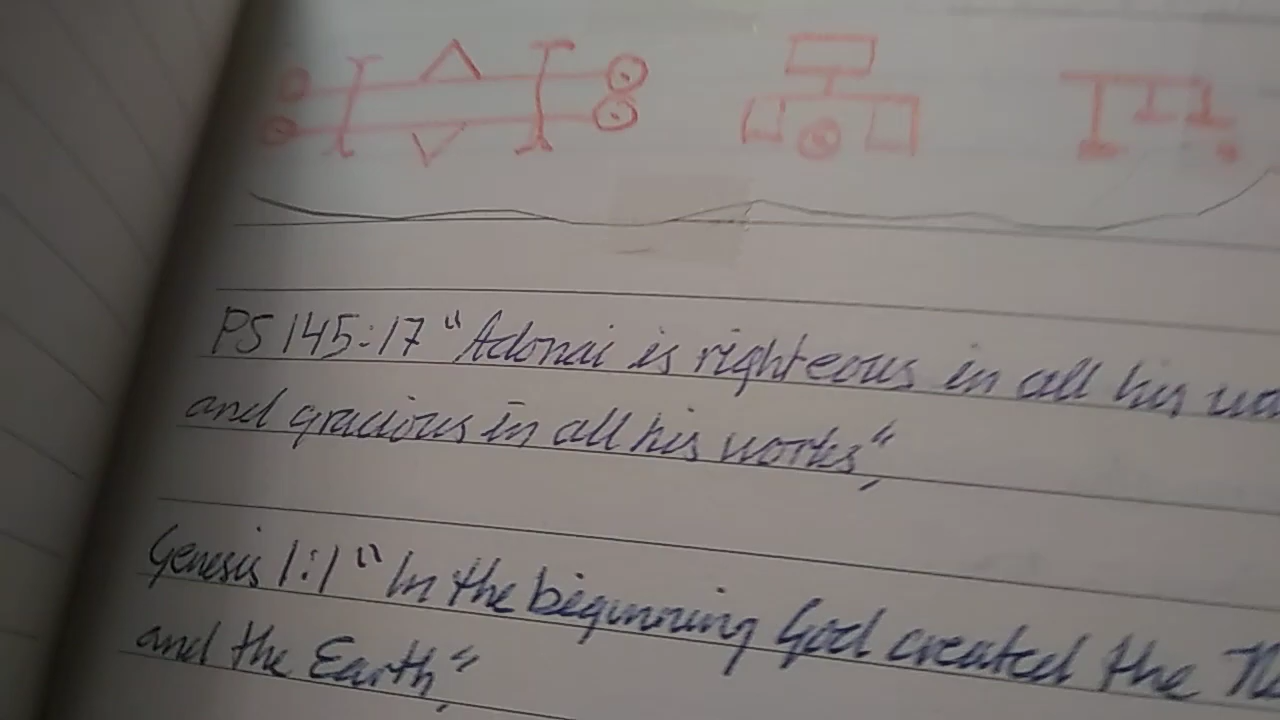 PS 145:17 "Adonai is righteous in all his
and gracious in all his works,"
Genesis 1:1 "In the beginning God created the
and the Earth,"